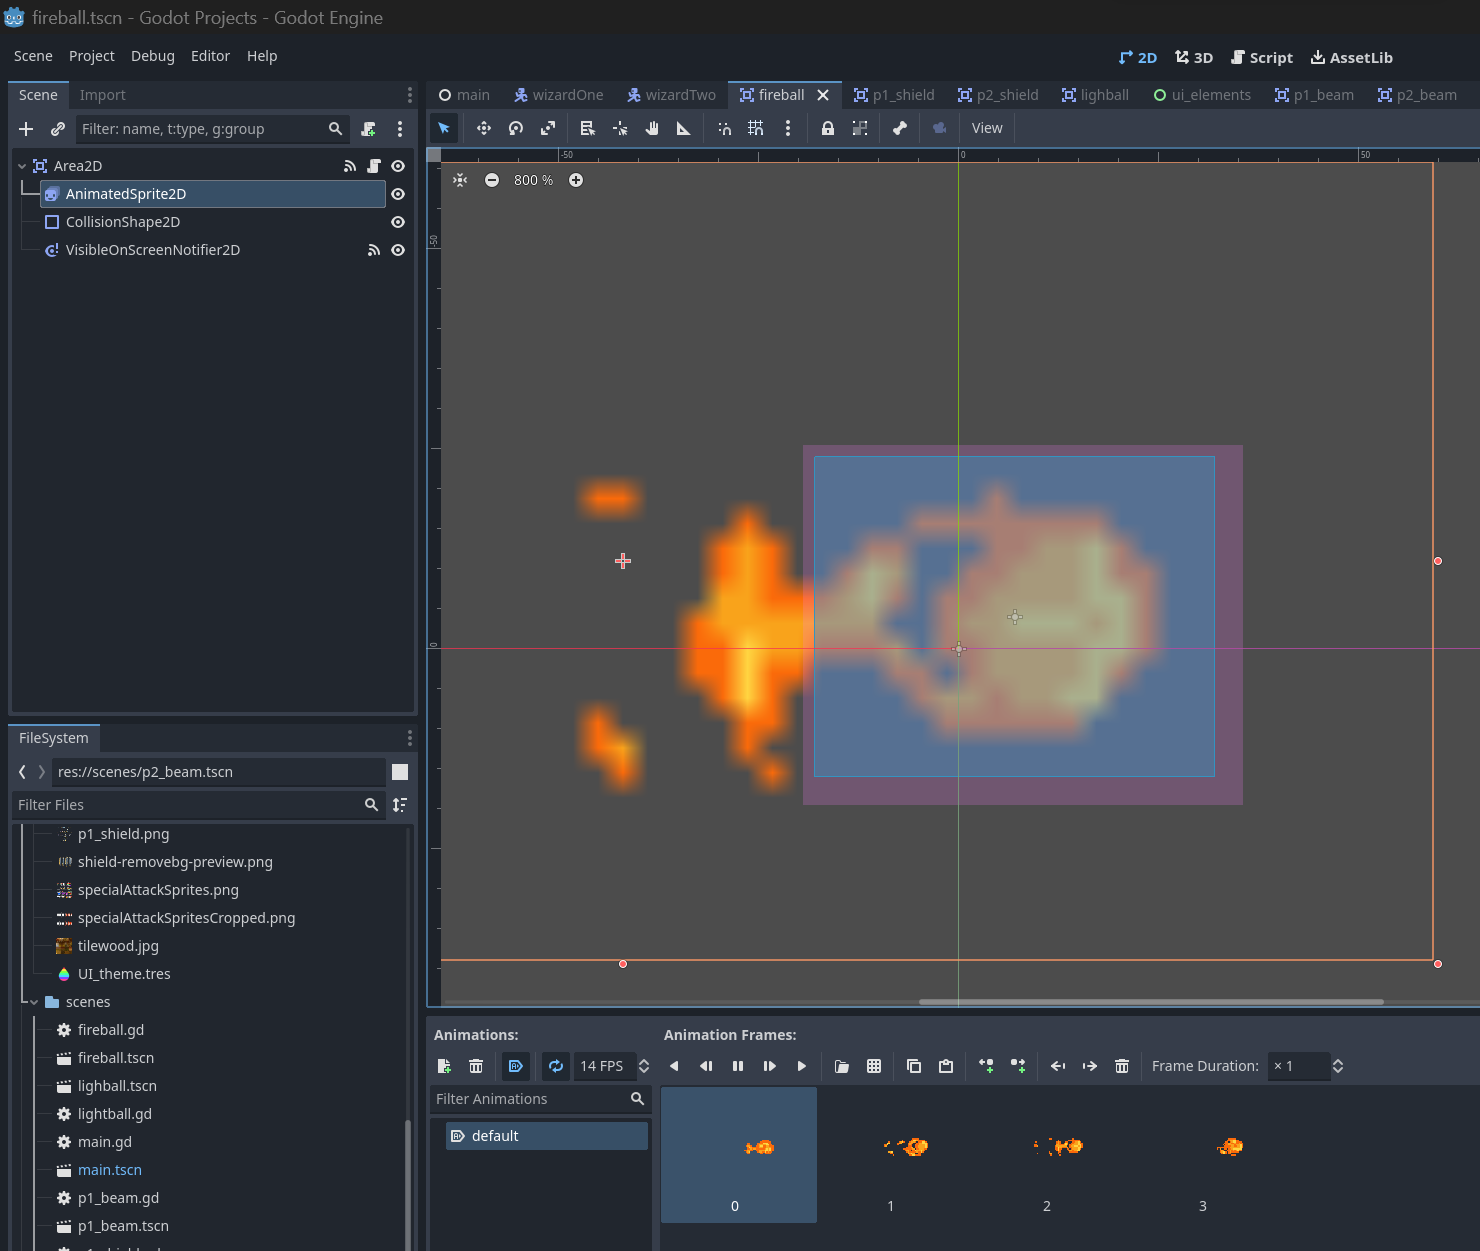 fireball.tscn - Godot Projects - Godot Engine
Scene Project Debug Editor Help
2D 3D Script AssetLib
Scene Import
main wizardOne wizardTwo fireball p1_shield p2_shield lighball ui_elements p1_beam p2_beam
Filter: name, t:type, g:group
View
Area2D
AnimatedSprite2D
CollisionShape2D
VisibleOnScreenNotifier2D
-50 0 50
800 %
-50
0
FileSystem
res://scenes/p2_beam.tscn
Filter Files
p1_shield.png
shield-removebg-preview.png
specialAttackSprites.png
specialAttackSpritesCropped.png
tilewood.jpg
UI_theme.tres
scenes
fireball.gd
fireball.tscn
lighball.tscn
lightball.gd
main.gd
main.tscn
p1_beam.gd
p1_beam.tscn
Animations:
14 FPS
Filter Animations
default
Animation Frames:
Frame Duration: × 1
0 1 2 3